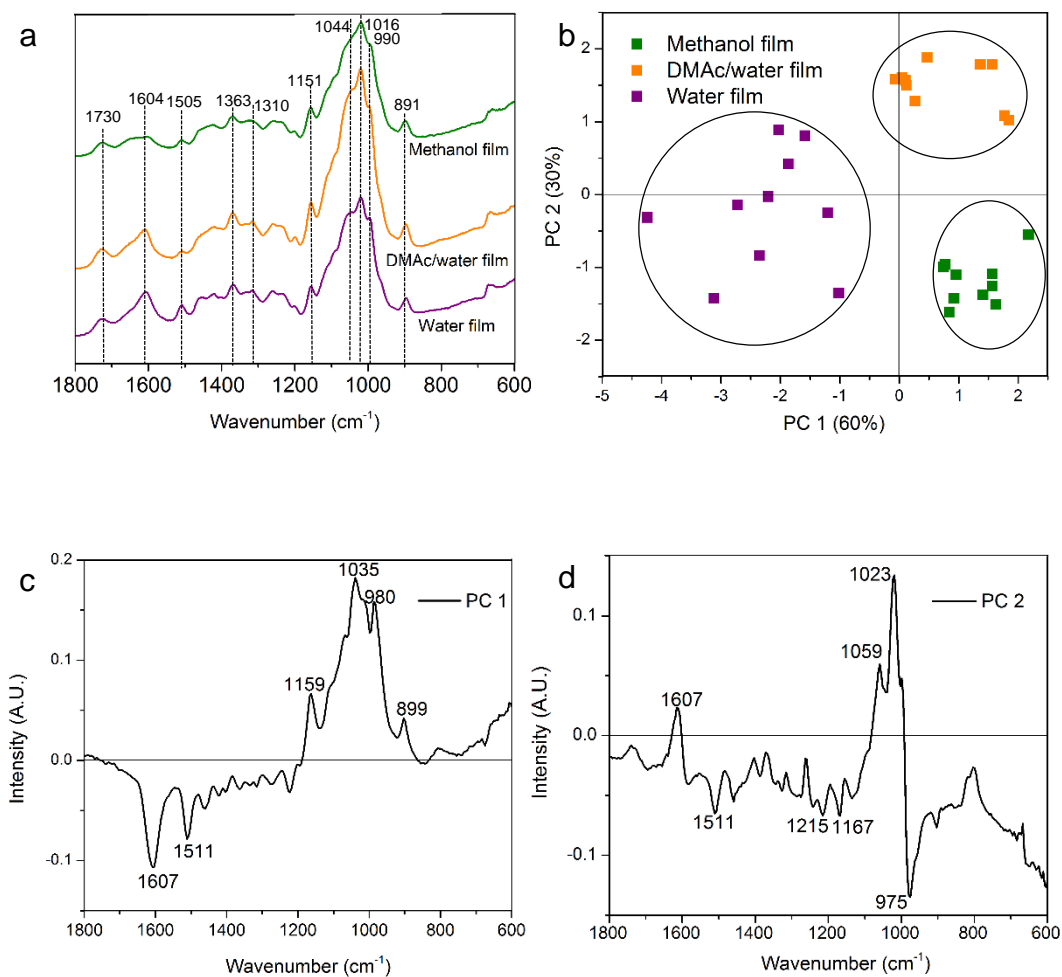 a
1730
1604
1505
1363
1310
1151
1044
1016
990
891
Methanol film
DMAc/water film
Water film
1800 1600 1400 1200 1000 800 600
Wavenumber (cm-1)
b
Methanol film
DMAc/water film
Water film
2
1
0
-1
-2
PC 2 (30%)
-5 -4 -3 -2 -1 0 1 2
PC 1 (60%)
c
0.2
0.1
0.0
-0.1
Intensity (A.U.)
1035
980
PC 1
1159
899
1511
1607
1800 1600 1400 1200 1000 800 600
Wavenumber (cm-1)
d
0.1
0.0
-0.1
Intensity (A.U.)
1023
PC 2
1059
1607
1511
1215
1167
975
1800 1600 1400 1200 1000 800 600
Wavenumber (cm-1)